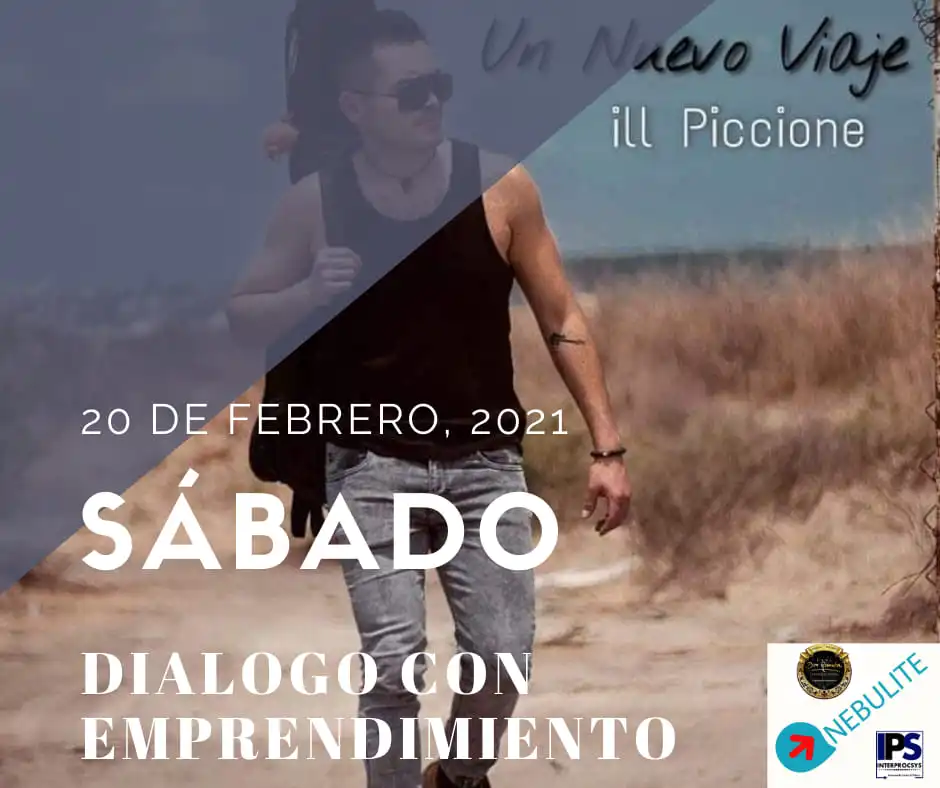 Un Nuevo Viaje
ill Piccione
20 DE FEBRERO, 2021
SÁBADO
DIALOGO CON
EMPRENDIMIENTO
NEBULITE
IPS
INTERPROCSYS